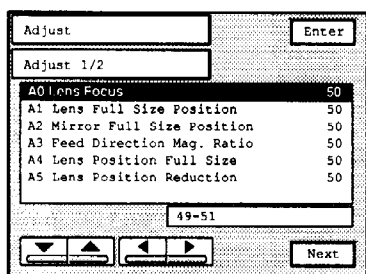 Adjust
Enter
Adjust 1/2
A0 Lens Focus 50
A1 Lens Full Size Position 50
A2 Mirror Full Size Position 50
A3 Feed Direction Mag. Ratio 50
A4 Lens Position Full Size 50
A5 Lens Position Reduction 50
49-51
Next